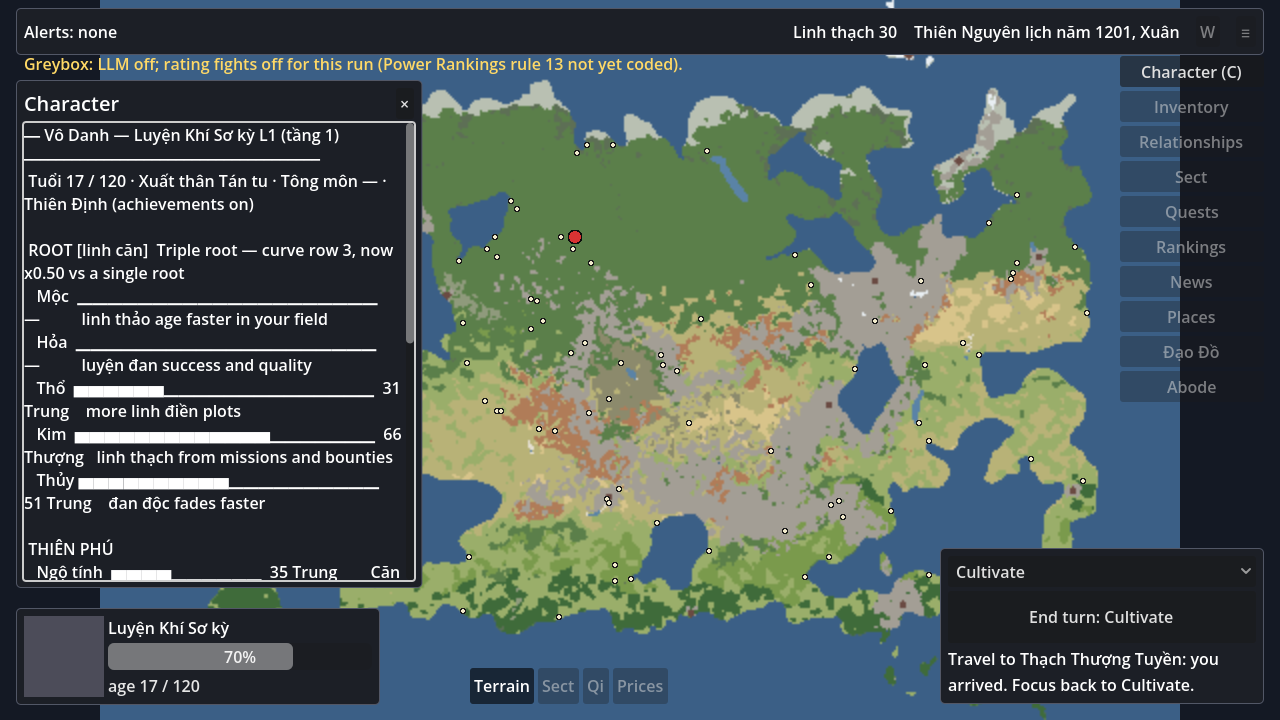 Alerts: none
Linh thạch 30 Thiên Nguyên lịch năm 1201, Xuân W ≡
Greybox: LLM off; rating fights off for this run (Power Rankings rule 13 not yet coded).
Character ×
— Vô Danh — Luyện Khí Sơ kỳ L1 (tầng 1)
Tuổi 17 / 120 · Xuất thân Tán tu · Tông môn — ·
Thiên Định (achievements on)
ROOT [linh căn] Triple root — curve row 3, now
x0.50 vs a single root
Mộc
— linh thảo age faster in your field
Hỏa
— luyện đan success and quality
Thổ 31
Trung more linh điền plots
Kim 66
Thượng linh thạch from missions and bounties
Thủy
51 Trung đan độc fades faster
THIÊN PHÚ
Ngộ tính 35 Trung Căn
Character (C)
Inventory
Relationships
Sect
Quests
Rankings
News
Places
Đạo Đồ
Abode
Luyện Khí Sơ kỳ
70%
age 17 / 120
Terrain Sect Qi Prices
Cultivate
End turn: Cultivate
Travel to Thạch Thượng Tuyền: you
arrived. Focus back to Cultivate.